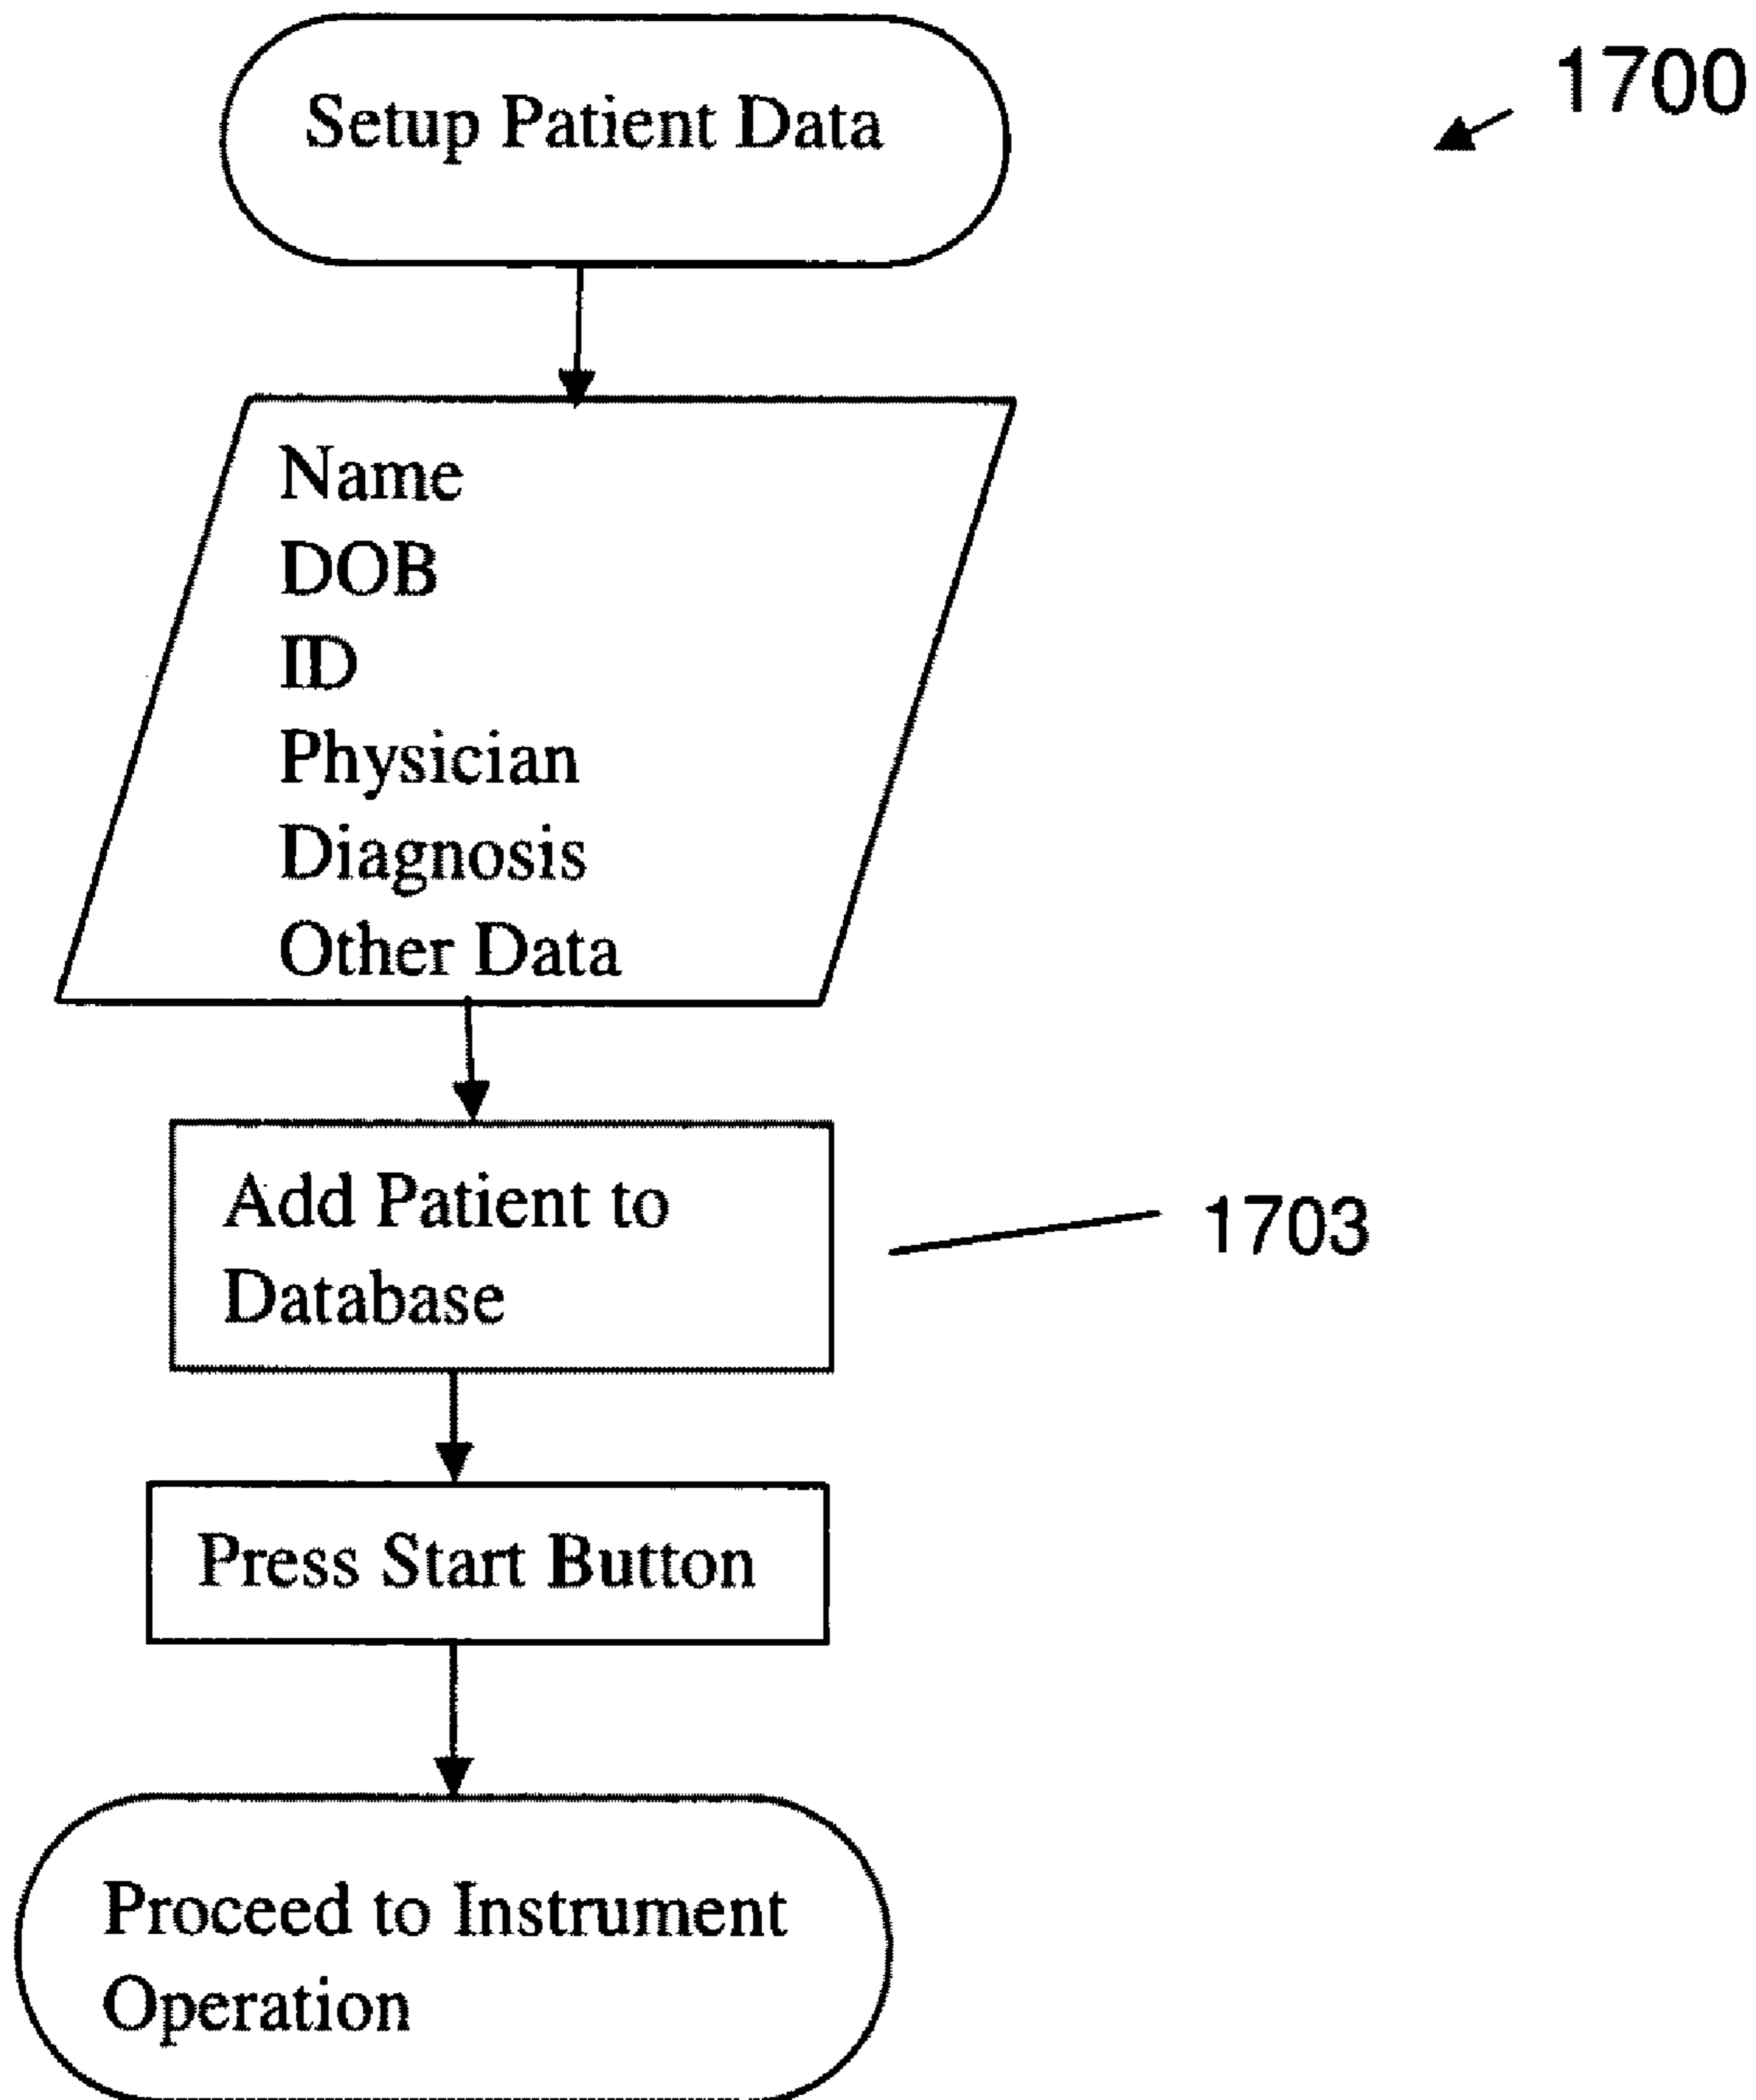 Setup Patient Data
1700
Name
DOB
ID
Physician
Diagnosis
Other Data
Add Patient to
Database
1703
Press Start Button
Proceed to Instrument
Operation